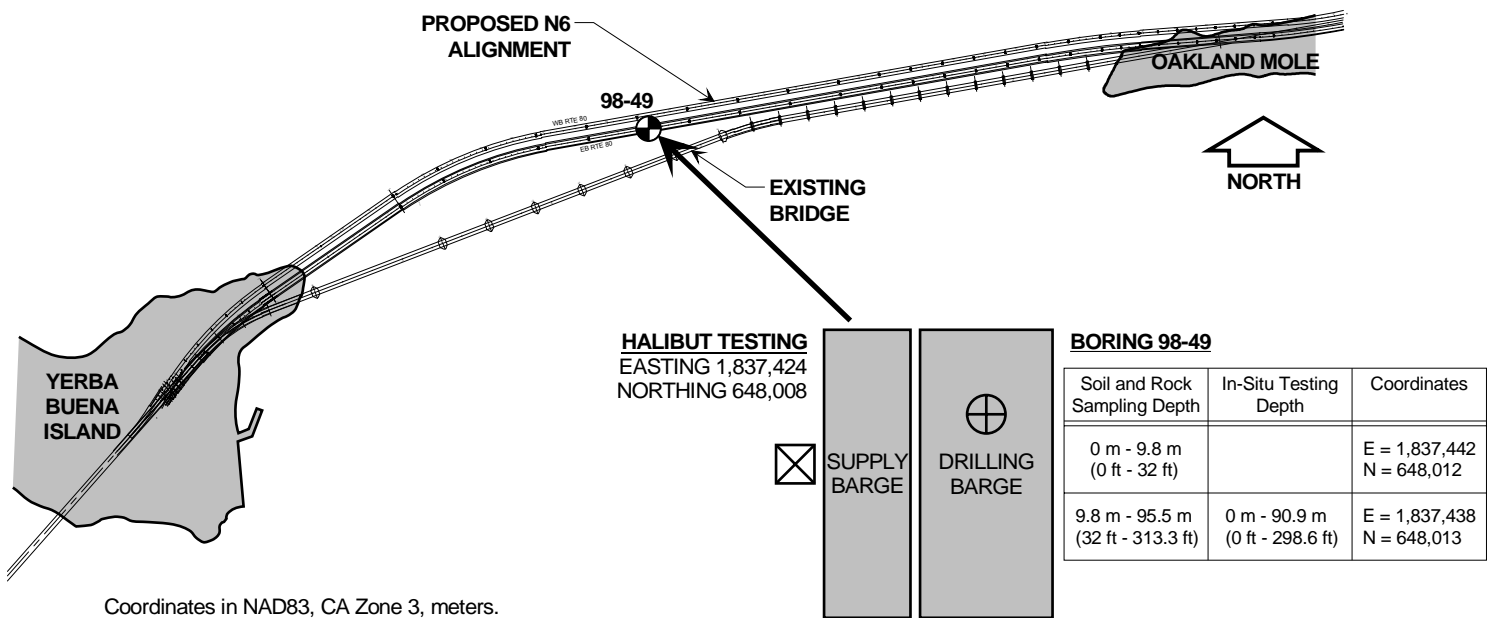 PROPOSED N6
ALIGNMENT
OAKLAND MOLE
98-49
WB RTE 80
EB RTE 80
NORTH
EXISTING
BRIDGE
YERBA
BUENA
ISLAND
HALIBUT TESTING
EASTING 1,837,424
NORTHING 648,008
SUPPLY
BARGE
DRILLING
BARGE
BORING 98-49
Soil and Rock
Sampling Depth
In-Situ Testing
Depth
Coordinates
0 m - 9.8 m
(0 ft - 32 ft)
E = 1,837,442
N = 648,012
9.8 m - 95.5 m
(32 ft - 313.3 ft)
0 m - 90.9 m
(0 ft - 298.6 ft)
E = 1,837,438
N = 648,013
Coordinates in NAD83, CA Zone 3, meters.